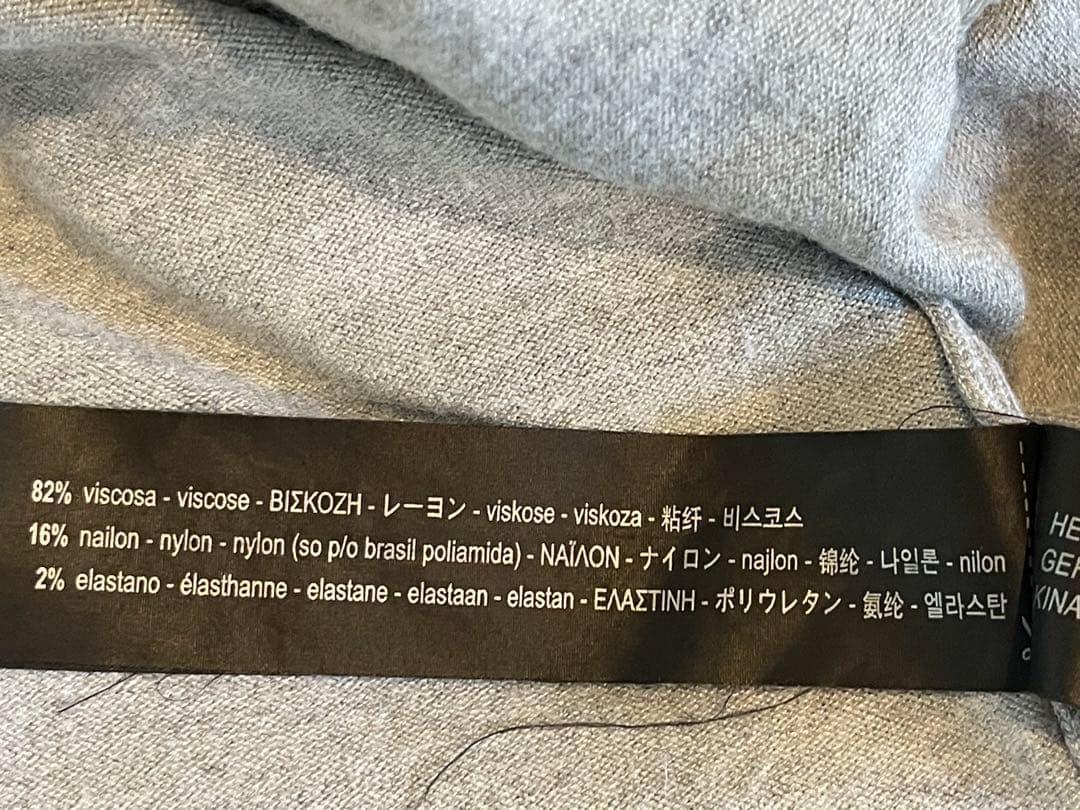 82% viscosa - viscose - ΒΙΣΚΟΖΗ - レーヨン - viskose - viskoza - 粘纤 - 비스코스
16% nailon - nylon - nylon (so p/o brasil poliamida) - ΝΑΪΛΟΝ - ナイロン - najlon - 锦纶 - 나일론 - nilon
2% elastano - élasthanne - elastane - elastaan - elastan - ΕΛΑΣΤΙΝΗ - ポリウレタン - 氨纶 - 엘라스탄